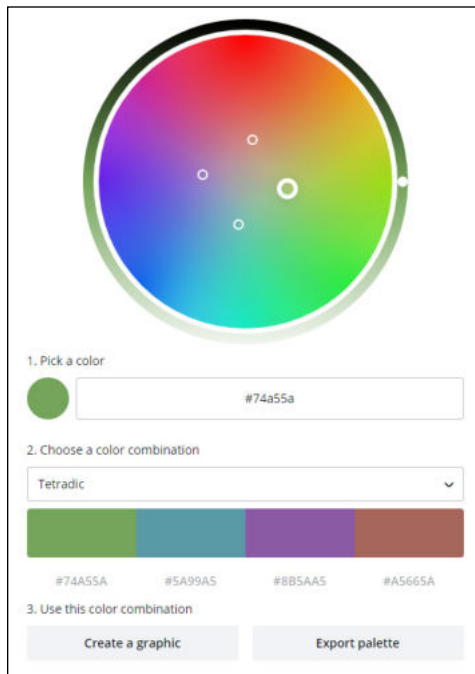 1. Pick a color
#74a55a
2. Choose a color combination
Tetradic
#74A55A #5A99A5 #8B5AA5 #A5665A
3. Use this color combination
Create a graphic Export palette